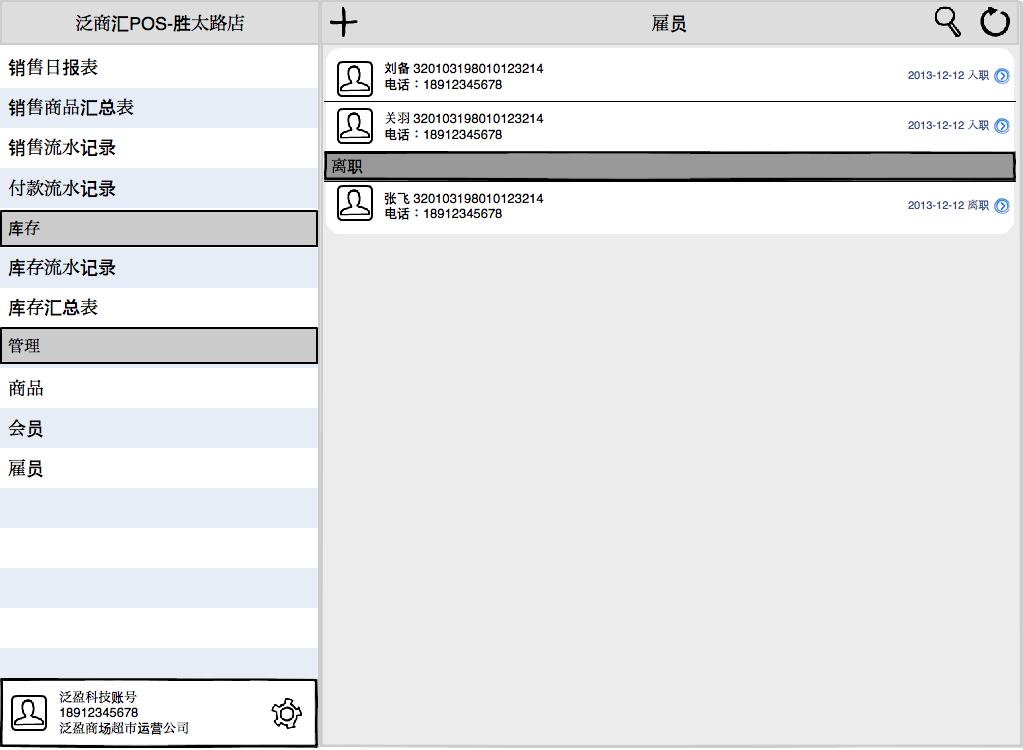 泛商汇POS-胜太路店
销售日报表
销售商品汇总表
销售流水记录
付款流水记录
库存
库存流水记录
库存汇总表
管理
商品
会员
雇员
泛盈科技账号
18912345678
泛盈商场超市运营公司
雇员
刘备 320103198010123214
电话：18912345678
2013-12-12 入职
关羽 320103198010123214
电话：18912345678
2013-12-12 入职
离职
张飞 320103198010123214
电话：18912345678
2013-12-12 离职